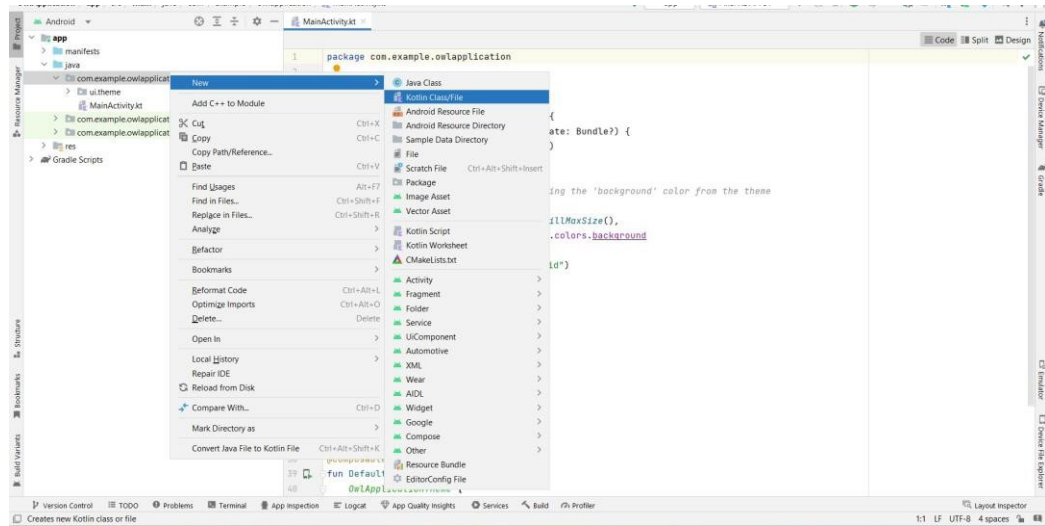 Android
MainActivity.kt
Code Split Design
app
manifests
java
com.example.owlapplicat
ui.theme
MainActivity.kt
com.example.owlapplicat
com.example.owlapplicat
res
Gradle Scripts
Project
Resource Manager
Structure
Bookmarks
Build Variants
New
Add C++ to Module
Cut Ctrl+X
Copy Ctrl+C
Copy Path/Reference...
Paste Ctrl+V
Find Usages Alt+F7
Find in Files... Ctrl+Shift+F
Replace in Files... Ctrl+Shift+R
Analyze
Refactor
Bookmarks
Reformat Code Ctrl+Alt+L
Optimize Imports Ctrl+Alt+O
Delete... Delete
Open In
Local History
Repair IDE
Reload from Disk
Compare With... Ctrl+D
Mark Directory as
Convert Java File to Kotlin File Ctrl+Alt+Shift+K
Java Class
Kotlin Class/File
Android Resource File
Android Resource Directory
Sample Data Directory
File
Scratch File Ctrl+Alt+Shift+Insert
Package
Image Asset
Vector Asset
Kotlin Script
Kotlin Worksheet
CMakeLists.txt
Activity
Fragment
Folder
Service
UiComponent
Automotive
XML
Wear
AIDL
Widget
Google
Compose
Other
Resource Bundle
EditorConfig File
1 package com.example.owlapplication
{
ate: Bundle?) {
)
ing the 'background' color from the theme
illMaxSize(),
.colors.background
id")
39 fun Default
40
Notifications
Device Manager
Gradle
Emulator
Device File Explorer
Version Control TODO Problems Terminal App Inspection Logcat App Quality Insights Services Build Profiler Layout Inspector
Creates new Kotlin class or file 1:1 LF UTF-8 4 spaces